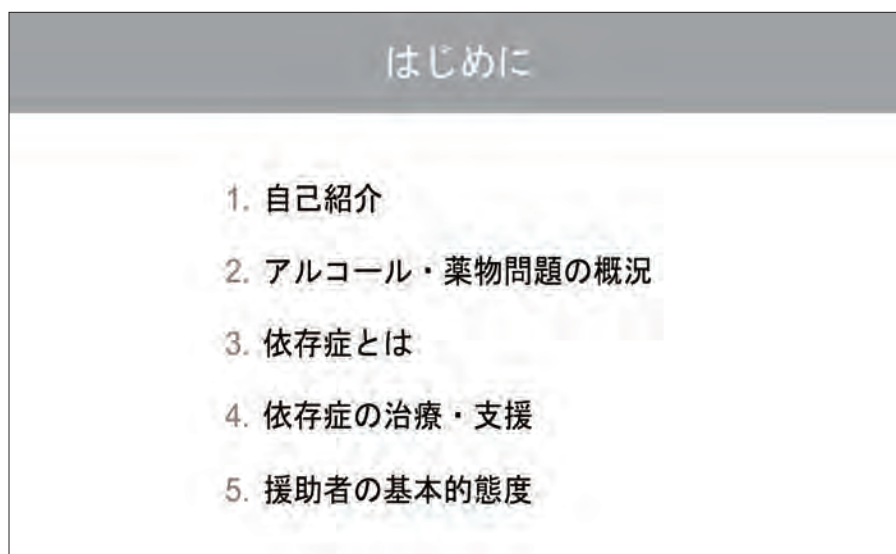 はじめに
1. 自己紹介
2. アルコール・薬物問題の概況
3. 依存症とは
4. 依存症の治療・支援
5. 援助者の基本的態度